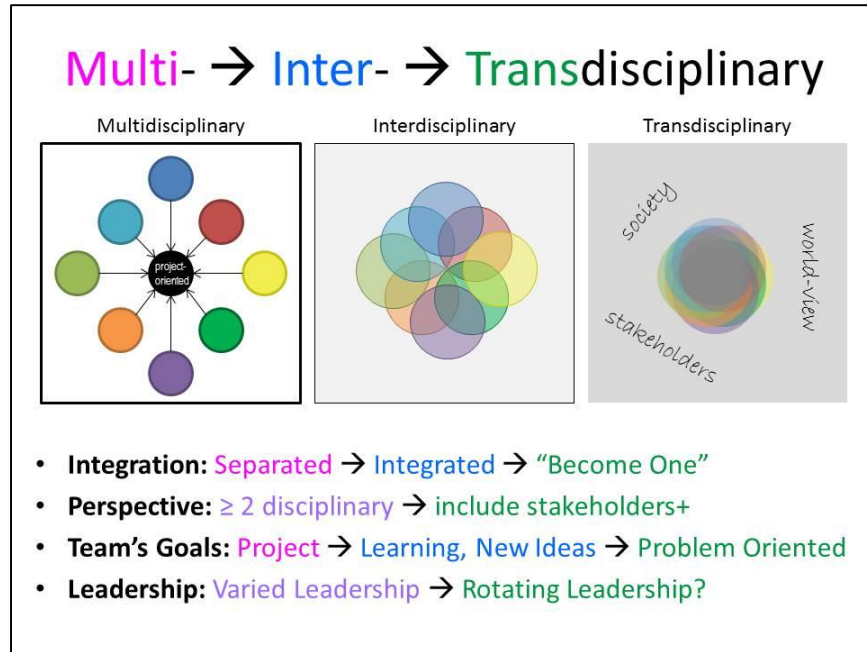 Multi- → Inter- → Transdisciplinary
Multidisciplinary
Interdisciplinary
Transdisciplinary
project-
oriented
society
world-view
stakeholders
• Integration: Separated → Integrated → “Become One”
• Perspective: ≥ 2 disciplinary → include stakeholders+
• Team’s Goals: Project → Learning, New Ideas → Problem Oriented
• Leadership: Varied Leadership → Rotating Leadership?